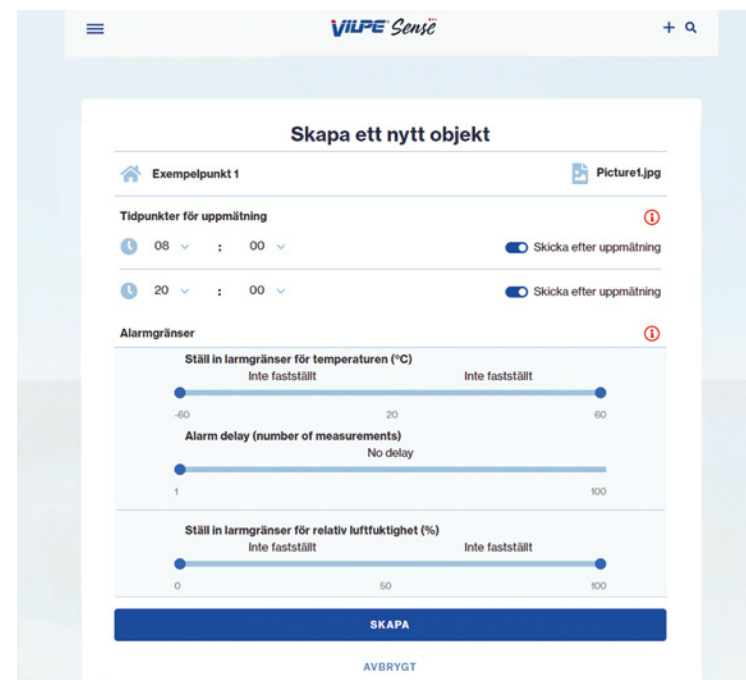 VILPE Sense
Skapa ett nytt objekt
Exempelpunkt 1 Picture1.jpg
Tidpunkter för uppmätning
08 : 00 Skicka efter uppmätning
20 : 00 Skicka efter uppmätning
Alarmgränser
Ställ in larmgränser för temperaturen (°C)
Inte fastställt Inte fastställt
-60 20 60
Alarm delay (number of measurements)
No delay
1 100
Ställ in larmgränser för relativ luftfuktighet (%)
Inte fastställt Inte fastställt
0 50 100
SKAPA
AVBRYGT